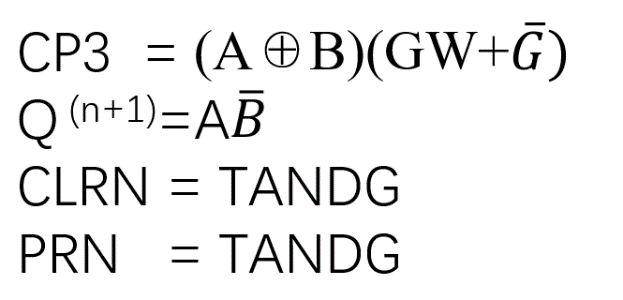 CP3 = (A ⊕ B)(GW+G̅)
Q⁽ⁿ⁺¹⁾=AB̅
CLRN = TANDG
PRN = TANDG